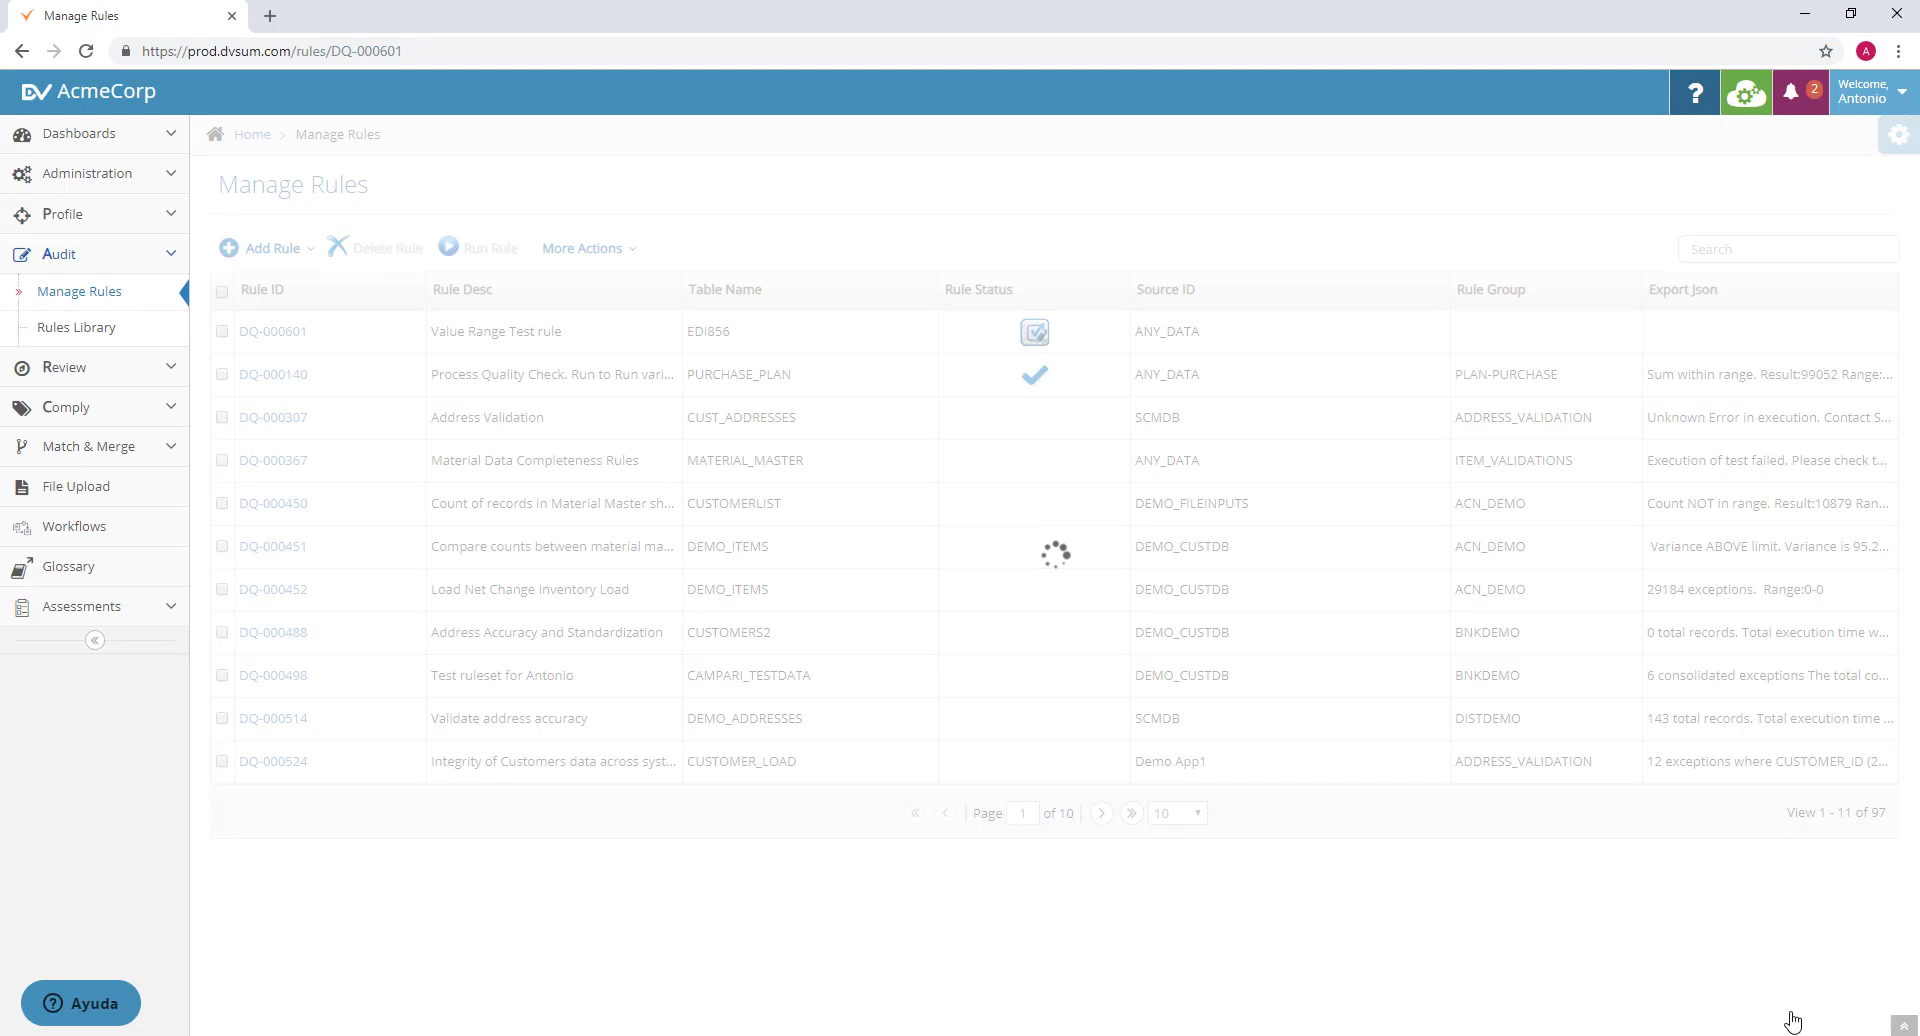 Manage Rules
https://prod.dvsum.com/rules/DQ-000601
A
DV AcmeCorp
?
2
Welcome,
Antonio
Dashboards
Administration
Profile
Audit
Manage Rules
Rules Library
Review
Comply
Match & Merge
File Upload
Workflows
Glossary
Assessments
Ayuda
Home > Manage Rules
Manage Rules
Add Rule Delete Rule Run Rule More Actions Search
Rule ID Rule Desc Table Name Rule Status Source ID Rule Group Export Json
DQ-000601 Value Range Test rule EDI856 ANY_DATA
DQ-000140 Process Quality Check. Run to Run vari... PURCHASE_PLAN ANY_DATA PLAN-PURCHASE Sum within range. Result:99052 Range:...
DQ-000307 Address Validation CUST_ADDRESSES SCMDB ADDRESS_VALIDATION Unknown Error in execution. Contact S...
DQ-000367 Material Data Completeness Rules MATERIAL_MASTER ANY_DATA ITEM_VALIDATIONS Execution of test failed. Please check t...
DQ-000450 Count of records in Material Master sh... CUSTOMERLIST DEMO_FILEINPUTS ACN_DEMO Count NOT in range. Result:10879 Ran...
DQ-000451 Compare counts between material ma... DEMO_ITEMS DEMO_CUSTDB ACN_DEMO Variance ABOVE limit. Variance is 95.2...
DQ-000452 Load Net Change Inventory Load DEMO_ITEMS DEMO_CUSTDB ACN_DEMO 29184 exceptions. Range:0-0
DQ-000488 Address Accuracy and Standardization CUSTOMERS2 DEMO_CUSTDB BNKDEMO 0 total records. Total execution time w...
DQ-000498 Test ruleset for Antonio CAMPARI_TESTDATA DEMO_CUSTDB BNKDEMO 6 consolidated exceptions The total co...
DQ-000514 Validate address accuracy DEMO_ADDRESSES SCMDB DISTDEMO 143 total records. Total execution time ...
DQ-000524 Integrity of Customers data across syst... CUSTOMER_LOAD Demo App1 ADDRESS_VALIDATION 12 exceptions where CUSTOMER_ID (2...
Page 1 of 10 10 View 1 - 11 of 97